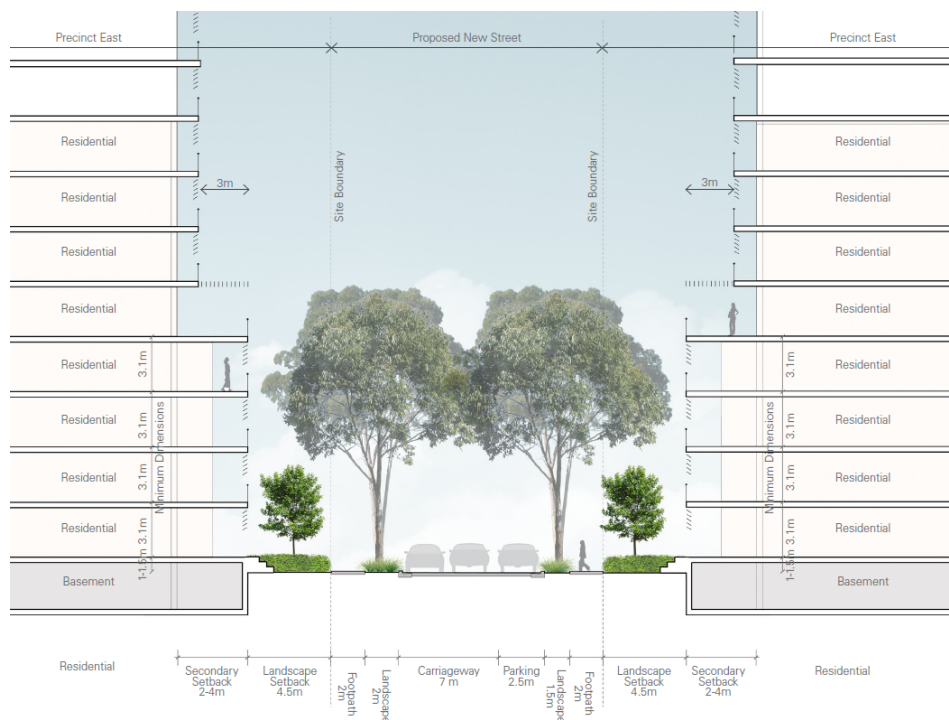 Precinct East
Proposed New Street
Precinct East
Residential
Residential
3m
Site Boundary
Site Boundary
3m
Residential
Residential
Residential
Residential
Residential
Residential
Residential
Residential
3.1m
Residential
Residential
3.1m
3.1m
Residential
Residential
3.1m
Minimum Dimensions
Minimum Dimensions
3.1m
Residential
Residential
3.1m
3.1m
Residential
Residential
3.1m
1-1.5m
1-1.5m
Basement
Basement
Residential
Secondary
Setback
2-4m
Landscape
Setback
4.5m
Footpath
2m
Landscape
2m
Carriageway
7 m
Parking
2.5m
Landscape
1.5m
Footpath
2m
Landscape
Setback
4.5m
Secondary
Setback
2-4m
Residential